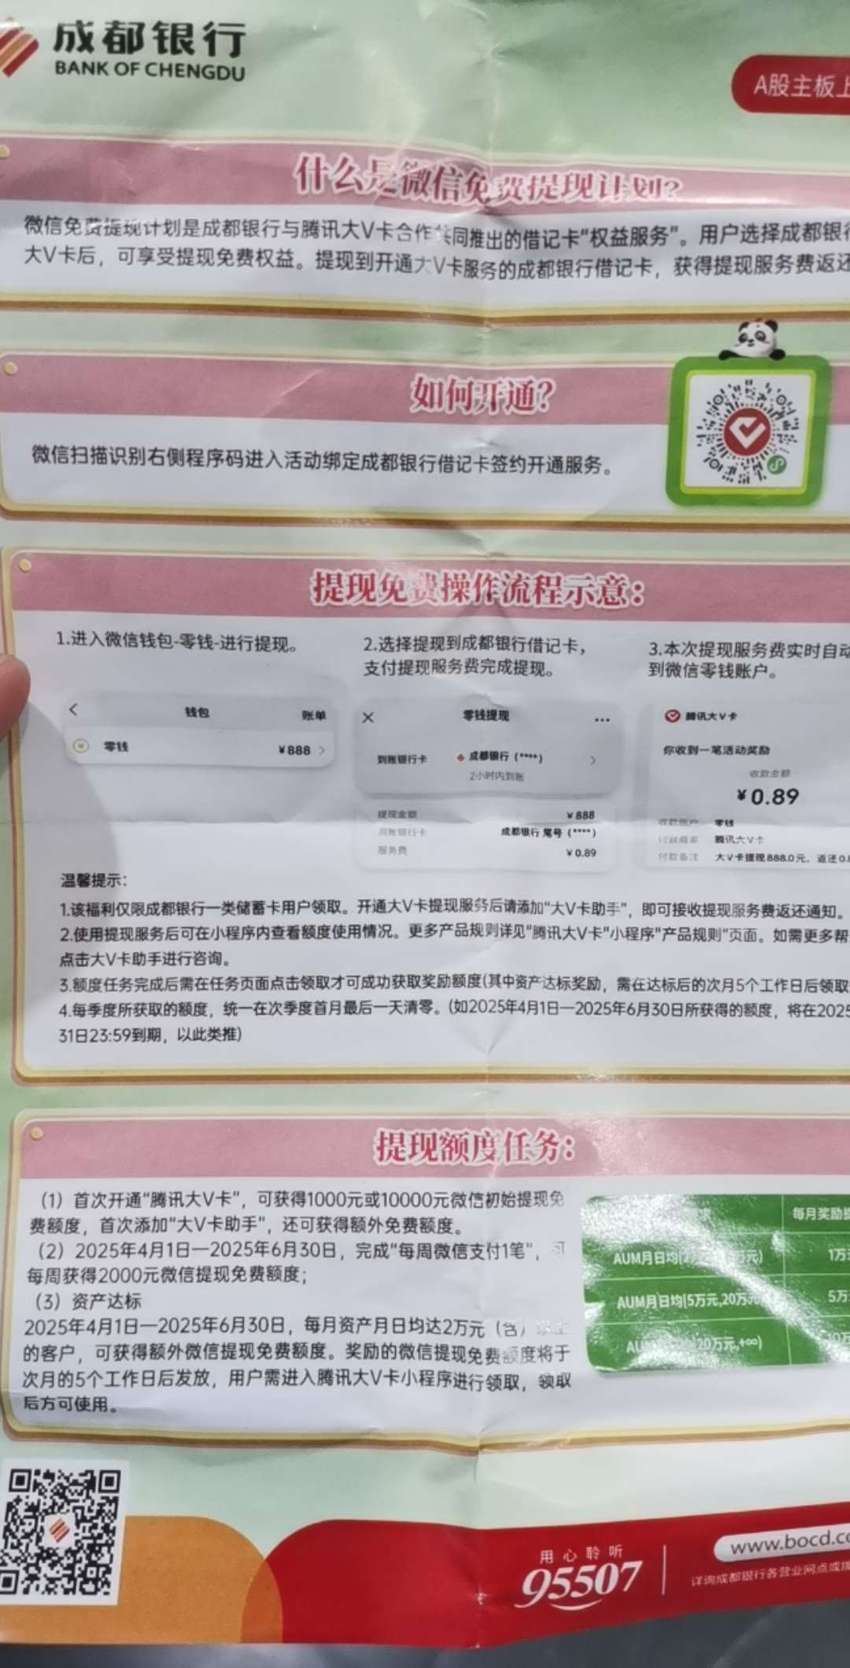 成都银行
BANK OF CHENGDU
A股主板上
什么是微信免费提现计划?
微信免费提现计划是成都银行与腾讯大V卡合作共同推出的借记卡“权益服务”。用户选择成都银行
大V卡后，可享受提现免费权益。提现到开通大V卡服务的成都银行借记卡，获得提现服务费返还
如何开通?
微信扫描识别右侧程序码进入活动绑定成都银行借记卡签约开通服务。
提现免费操作流程示意：
1.进入微信钱包-零钱-进行提现。
2.选择提现到成都银行借记卡，
支付提现服务费完成提现。
3.本次提现服务费实时自动
到微信零钱账户。
钱包
账单
零钱
¥888
零钱提现
到账银行卡
成都银行（****）
2小时内到账
提现金额
¥888
到账银行卡
成都银行 尾号（****）
服务费
¥0.89
腾讯大V卡
你收到一笔活动奖励
收款金额
¥0.89
收款账户 零钱
付款商家 腾讯大V卡
付款备注 大V卡提现888.0元，返还0.8
温馨提示：
1.该福利仅限成都银行一类储蓄卡用户领取。开通大V卡提现服务后请添加“大V卡助手”，即可接收提现服务费返还通知。
2.使用提现服务后可在小程序内查看额度使用情况。更多产品规则详见“腾讯大V卡”小程序“产品规则”页面。如需更多帮
点击大V卡助手进行咨询。
3.额度任务完成后需在任务页面点击领取才可成功获取奖励额度(其中资产达标奖励，需在达标后的次月5个工作日后领取
4.每季度所获取的额度，统一在次季度首月最后一天清零。(如2025年4月1日—2025年6月30日所获得的额度，将在2025
31日23:59到期，以此类推)
提现额度任务：
（1）首次开通“腾讯大V卡”，可获得1000元或10000元微信初始提现免
费额度，首次添加“大V卡助手”，还可获得额外免费额度。
（2）2025年4月1日—2025年6月30日，完成“每周微信支付1笔”，可
每周获得2000元微信提现免费额度；
（3）资产达标
2025年4月1日—2025年6月30日，每月资产月日均达2万元（含）以上
的客户，可获得额外微信提现免费额度。奖励的微信提现免费额度将于
次月的5个工作日后发放，用户需进入腾讯大V卡小程序进行领取，领取
后方可使用。
每月奖励提
AUM月日均[2 万元)
1万
AUM月日均[5万元,20万元
5万
20万元,+∞)
10万
用心聆听
95507
www.bocd.co
详询成都银行各营业网点或拨